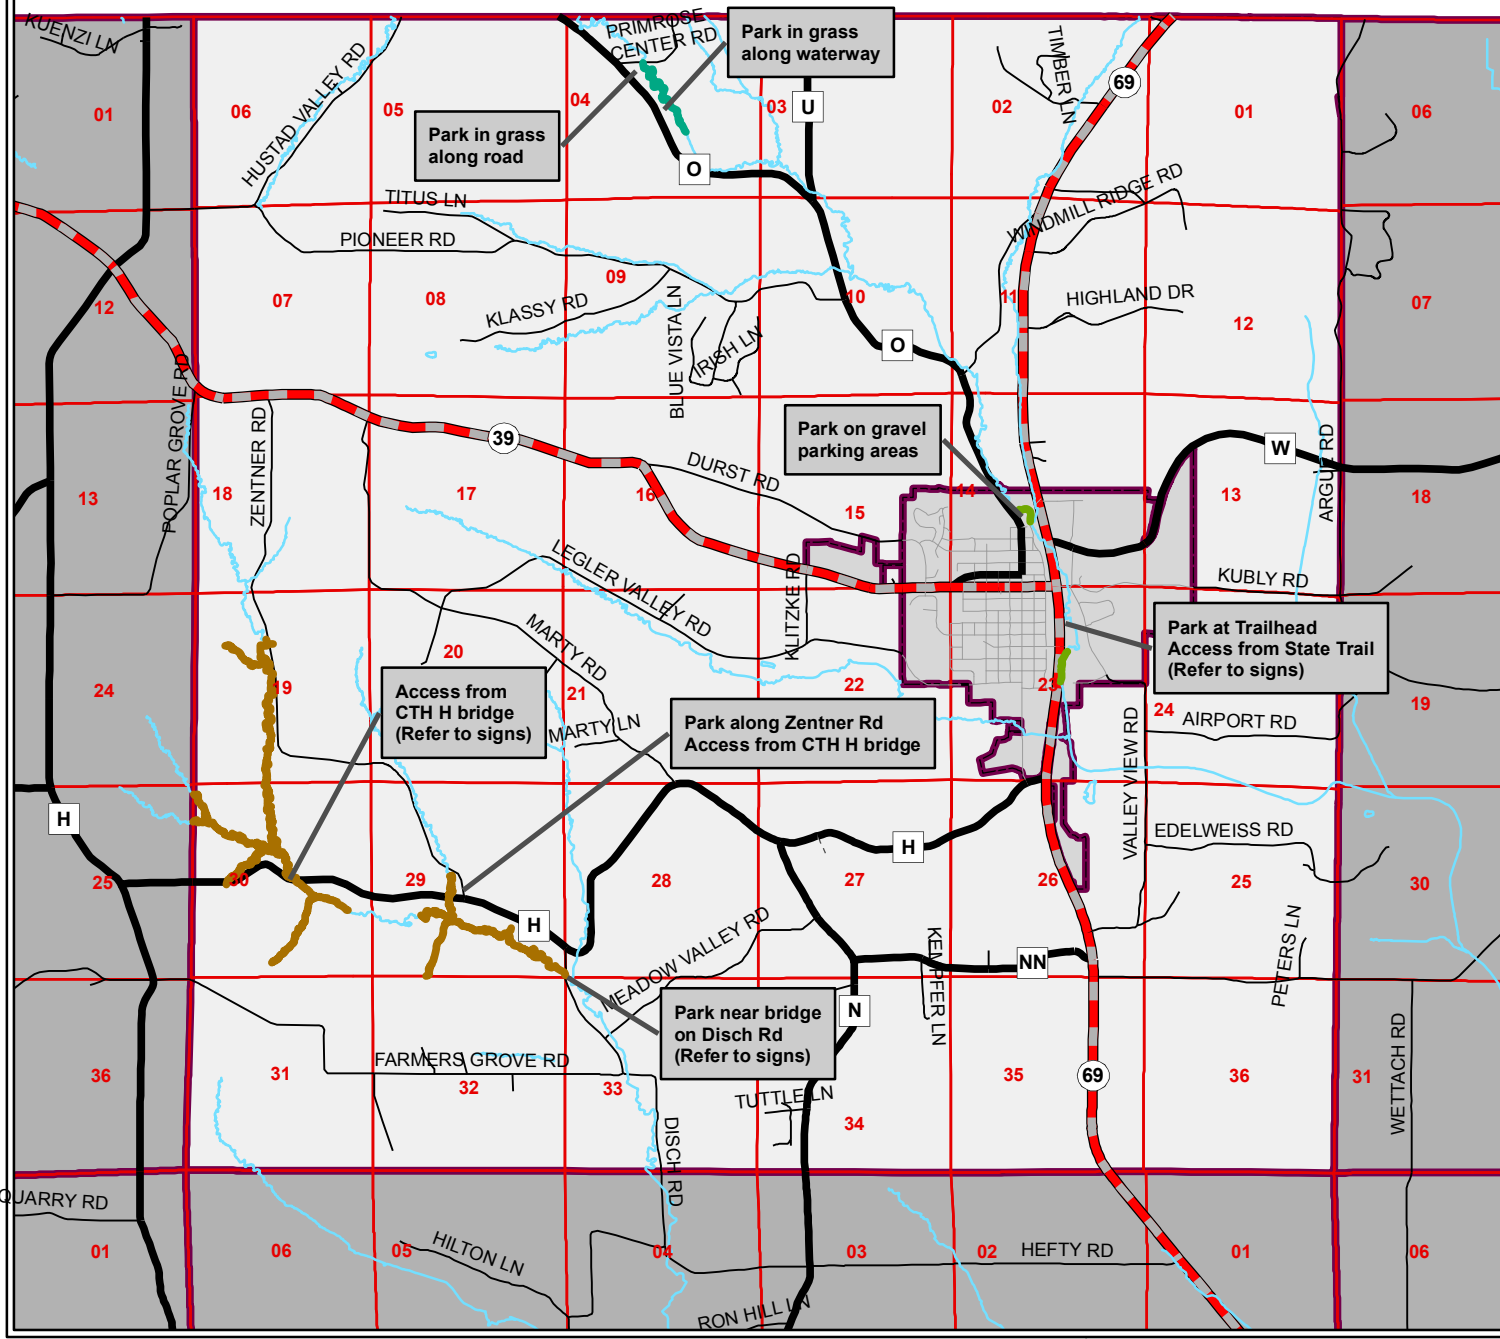 KUENZI LN
PRIMROSE
CENTER RD
Park in grass
along waterway
TIMBER LN
69
HUSTAD VALLEY RD
01
06
05
04
03
U
02
01
06
Park in grass
along road
O
TITUS LN
WINDMILL RIDGE RD
PIONEER RD
09
12
07
08
KLASSY RD
BLUE VISTA LN
IRISH LN
10
11
HIGHLAND DR
12
07
O
POPLAR GROVE RD
ZENTNER RD
39
Park on gravel
parking areas
W
ARGUE RD
DURST RD
13
18
17
16
15
14
13
18
LEGLER VALLEY RD
KLITZKE RD
KUBLY RD
MARTY RD
Park at Trailhead
Access from State Trail
(Refer to signs)
20
24
19
Access from
CTH H bridge
(Refer to signs)
21
22
23
24
19
MARTY LN
Park along Zentner Rd
Access from CTH H bridge
AIRPORT RD
VALLEY VIEW RD
H
H
EDELWEISS RD
25
30
29
28
27
26
25
30
H
MEADOW VALLEY RD
KEMPFER LN
NN
PETERS LN
Park near bridge
on Disch Rd
(Refer to signs)
N
WETTACH RD
FARMERS GROVE RD
36
31
32
33
35
69
36
31
TUTTLE LN
34
DISCH RD
QUARRY RD
01
06
05
HILTON LN
04
03
02
HEFTY RD
01
06
RON HILL LN